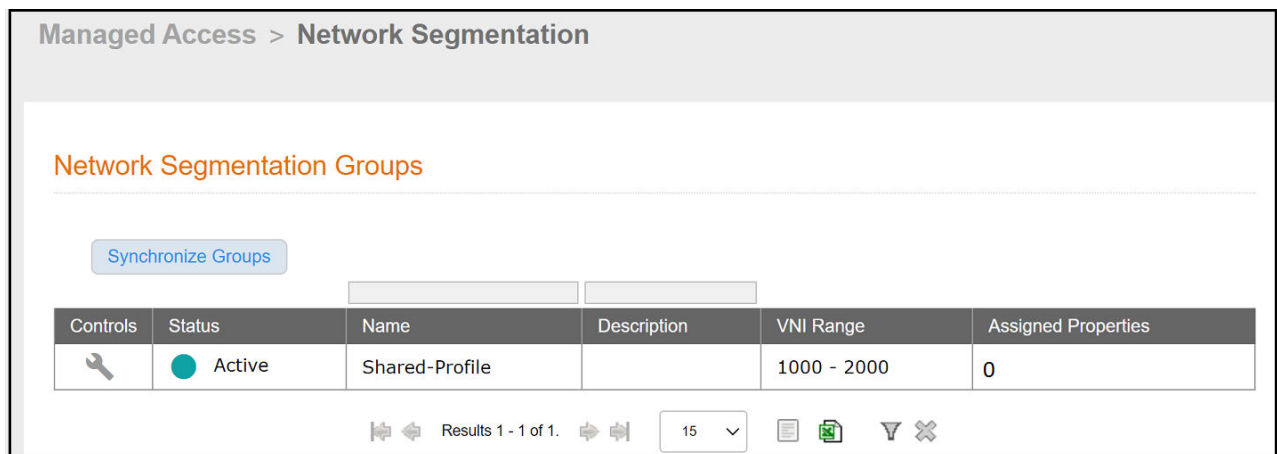 Managed Access > Network Segmentation
Network Segmentation Groups
Synchronize Groups
Controls Status Name Description VNI Range Assigned Properties
Active Shared-Profile 1000 - 2000 0
Results 1 - 1 of 1. 15